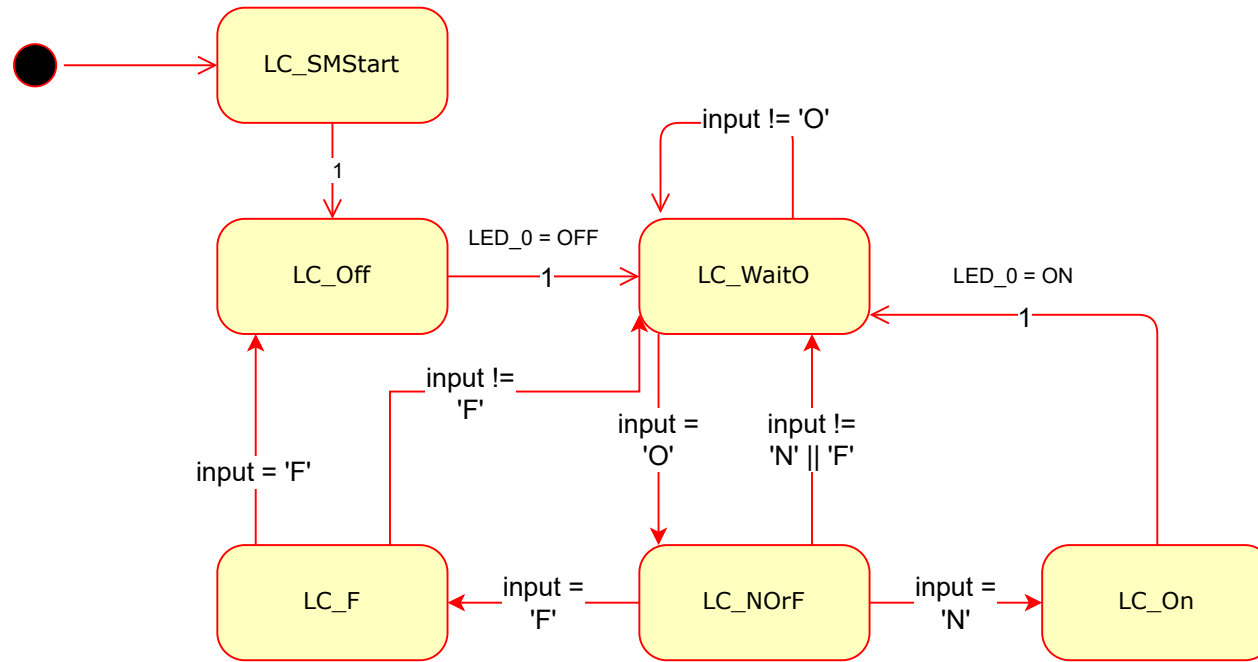 LC_SMStart
input != 'O'
1
LED_0 = OFF
LC_Off
1
LC_WaitO
LED_0 = ON
1
input !=
'F'
input =
'O'
input !=
'N' || 'F'
input = 'F'
LC_F
input =
'F'
LC_NOrF
input =
'N'
LC_On